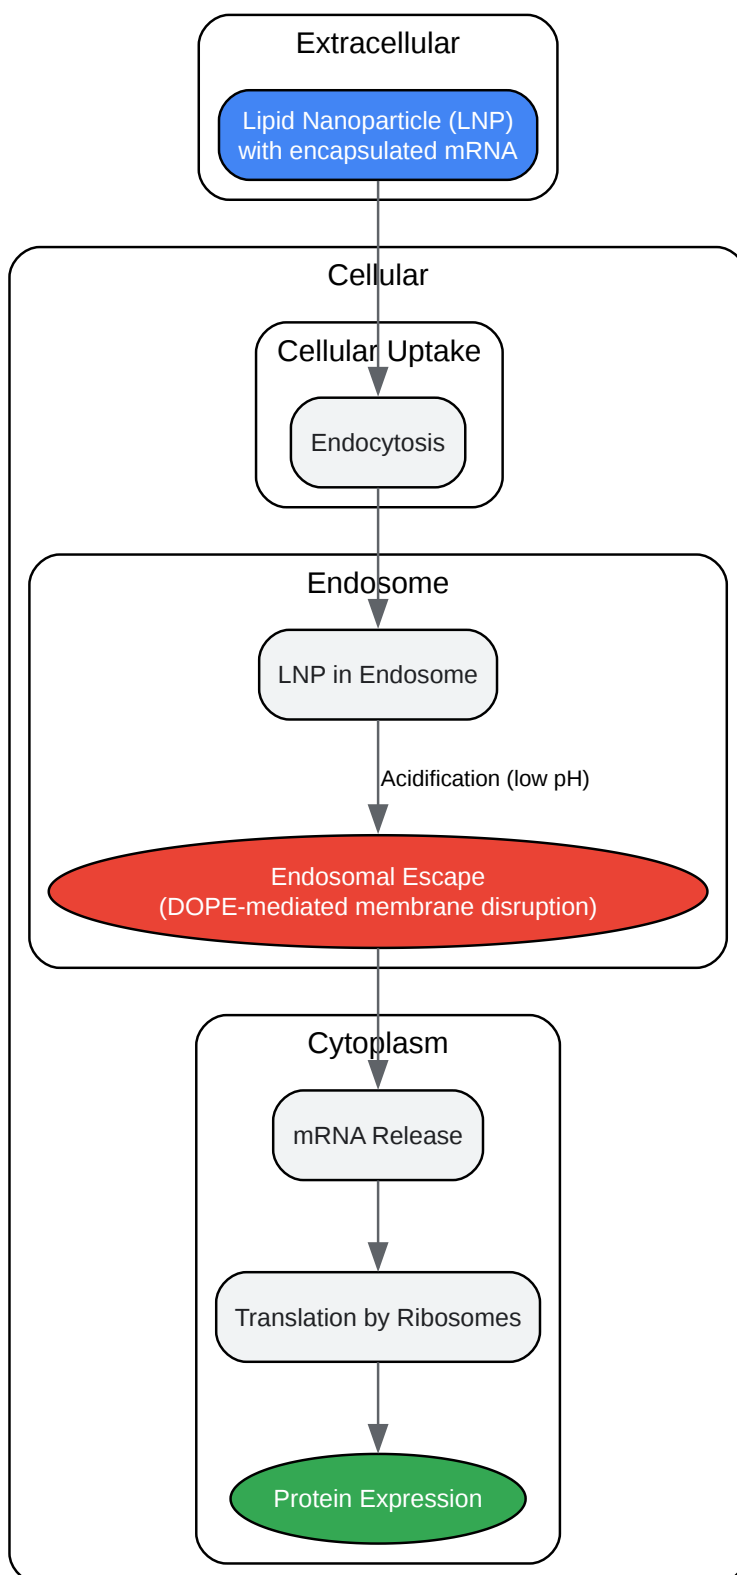 Extracellular
Lipid Nanoparticle (LNP)
with encapsulated mRNA
Cellular
Cellular Uptake
Endocytosis
Endosome
LNP in Endosome
Acidification (low pH)
Endosomal Escape
(DOPE-mediated membrane disruption)
Cytoplasm
mRNA Release
Translation by Ribosomes
Protein Expression